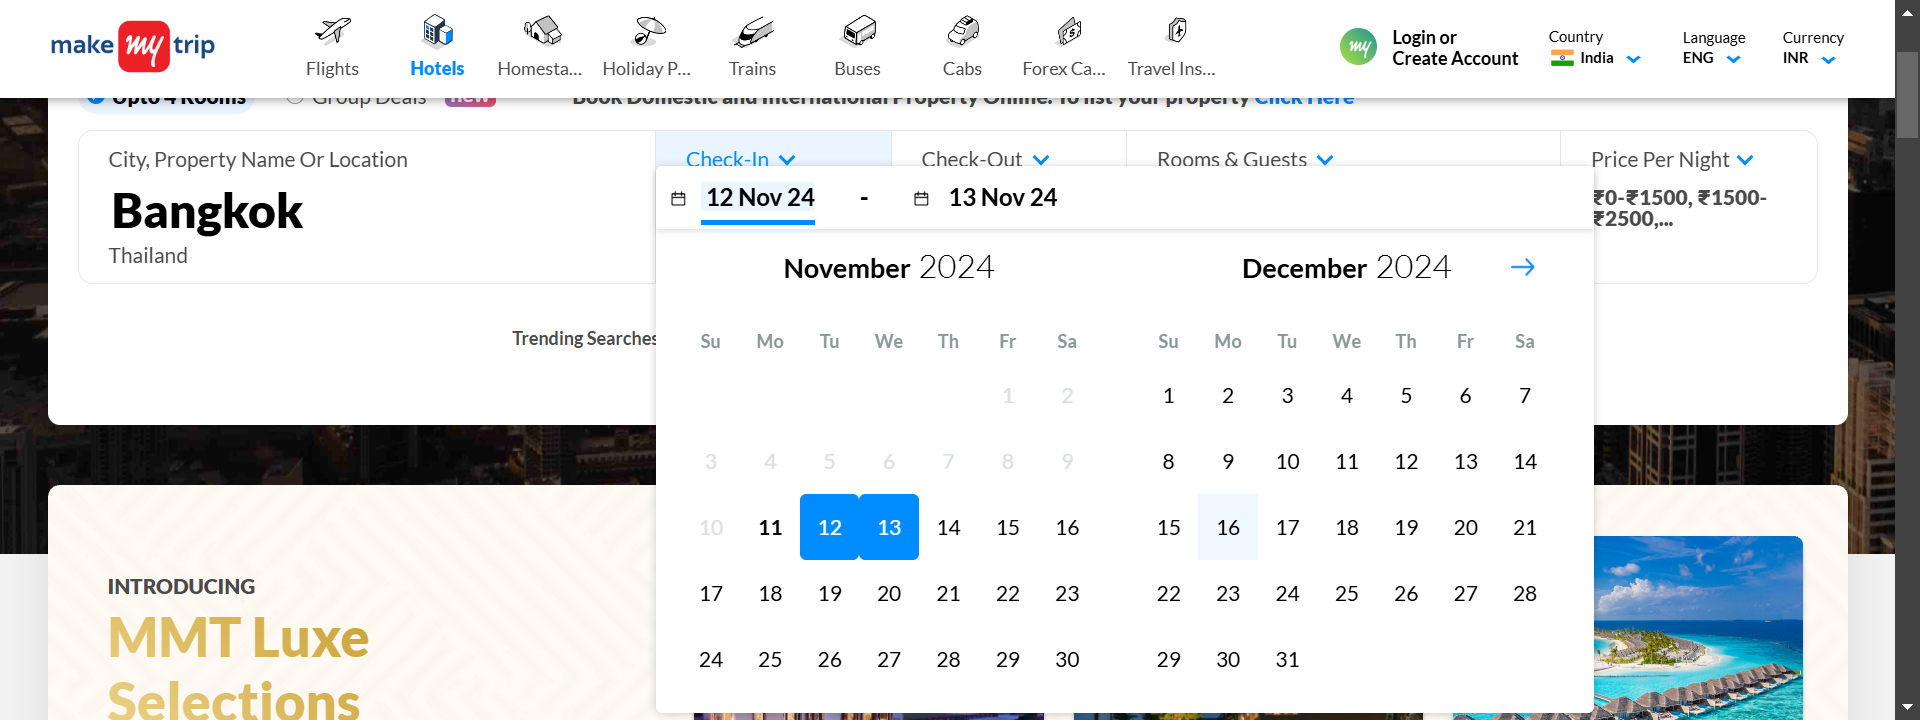 make my trip
Flights
Hotels
Homesta...
Holiday P...
Trains
Buses
Cabs
Forex Ca...
Travel Ins...
my
Login or
Create Account
Country
India
Language
ENG
Currency
INR
Upto 4 Rooms
Group Deals
new
Book Domestic and International Property Online. To list your property Click Here
City, Property Name Or Location
Bangkok
Thailand
Check-In
Check-Out
Rooms & Guests
Price Per Night
₹0-₹1500, ₹1500-
₹2500,...
12 Nov 24 - 13 Nov 24
Trending Searches
November 2024
Su Mo Tu We Th Fr Sa
1 2
3 4 5 6 7 8 9
10 11 12 13 14 15 16
17 18 19 20 21 22 23
24 25 26 27 28 29 30
December 2024
Su Mo Tu We Th Fr Sa
1 2 3 4 5 6 7
8 9 10 11 12 13 14
15 16 17 18 19 20 21
22 23 24 25 26 27 28
29 30 31
INTRODUCING
MMT Luxe
Selections